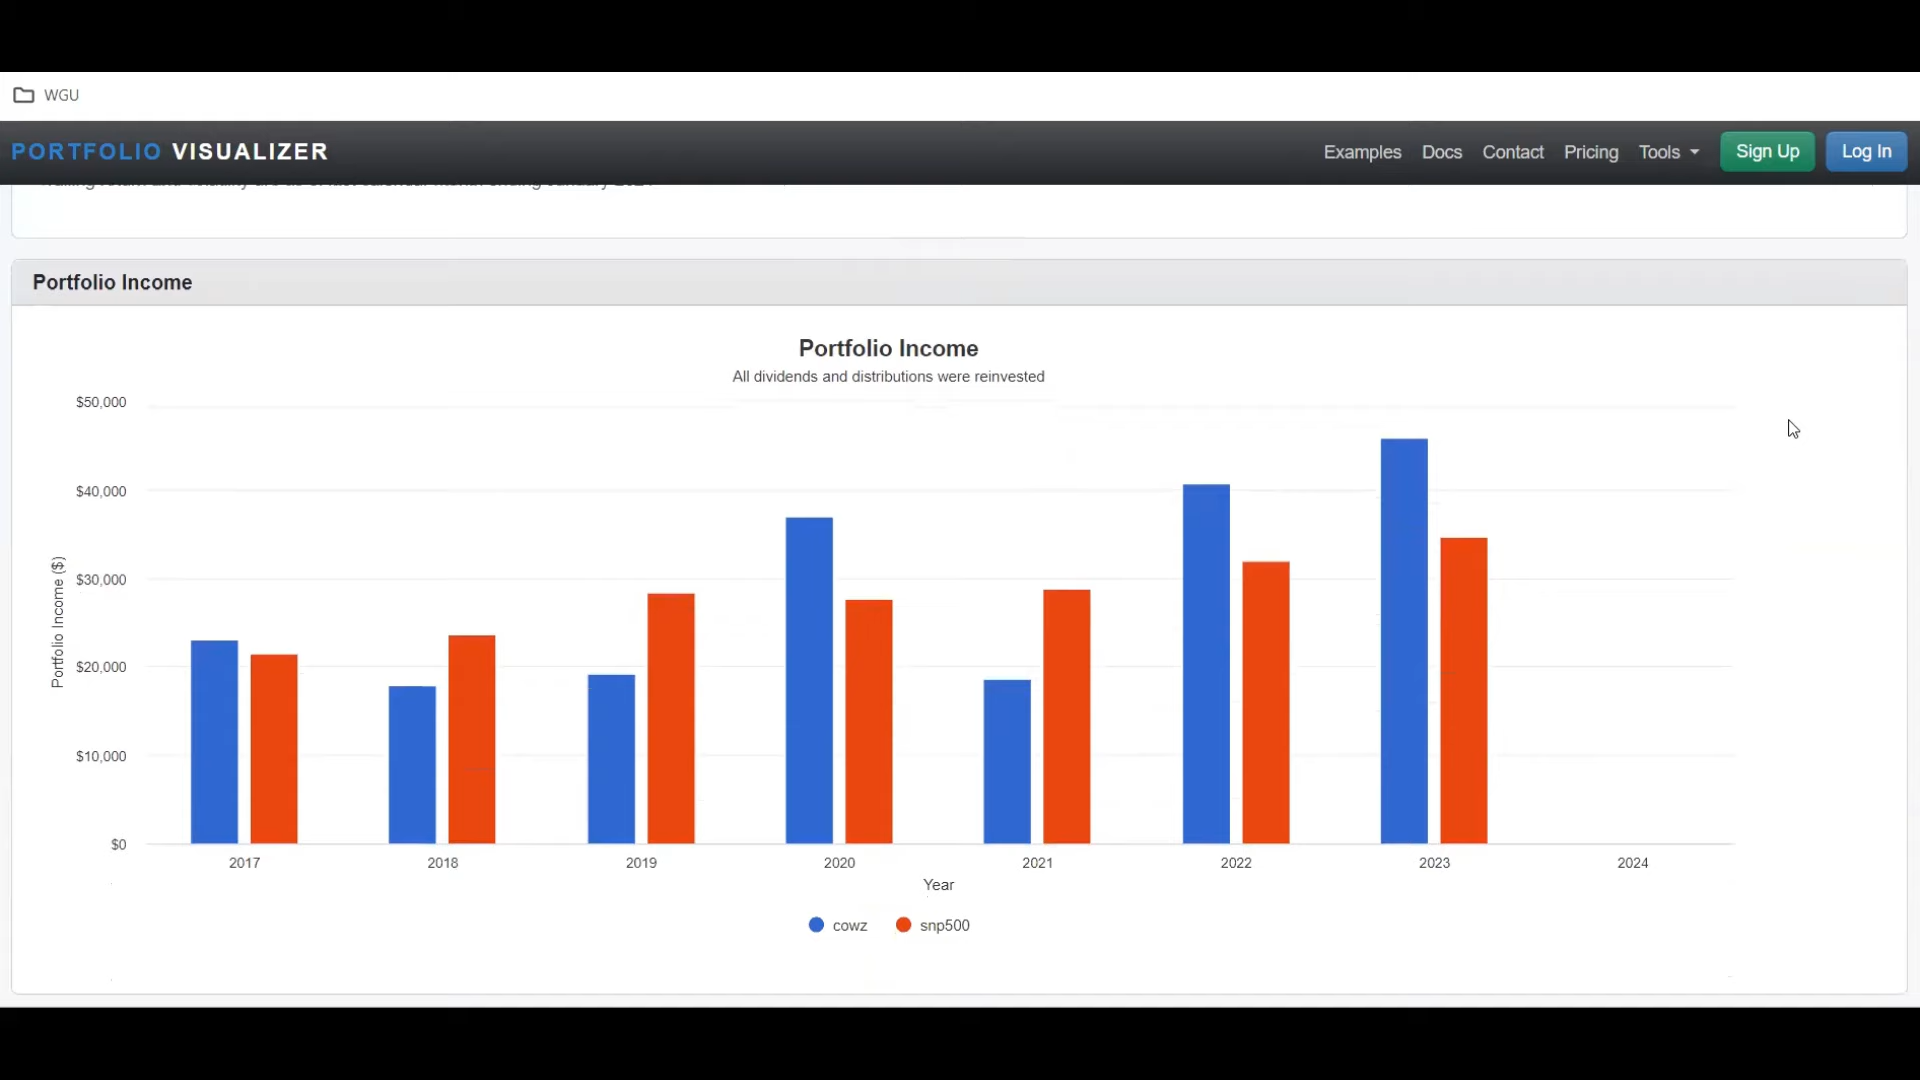 WGU
PORTFOLIO VISUALIZER
Examples Docs Contact Pricing Tools Sign Up Log In
Portfolio Income
Portfolio Income
All dividends and distributions were reinvested
$50,000
$40,000
$30,000
$20,000
$10,000
$0
Portfolio Income ($)
2017 2018 2019 2020 2021 2022 2023 2024
Year
cowz snp500